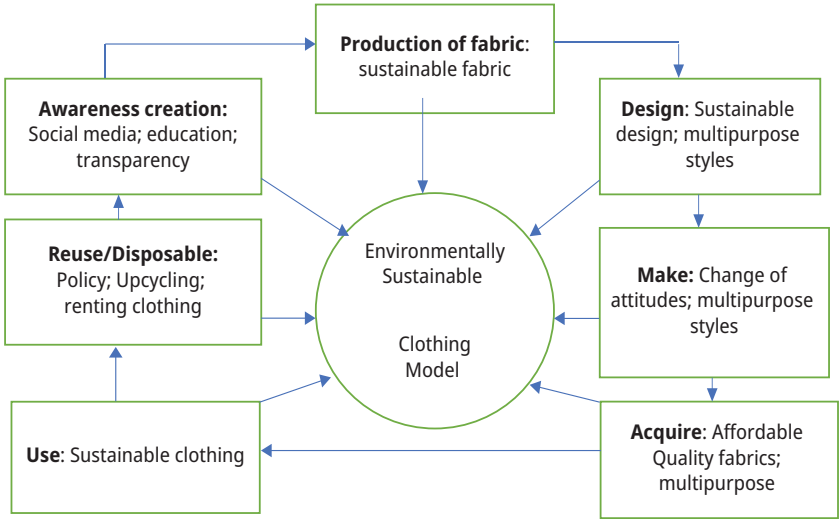 Production of fabric:
sustainable fabric
Awareness creation:
Social media; education;
transparency
Design: Sustainable
design; multipurpose
styles
Reuse/Disposable:
Policy; Upcycling;
renting clothing
Environmentally
Sustainable
Clothing
Model
Make: Change of
attitudes; multipurpose
styles
Use: Sustainable clothing
Acquire: Affordable
Quality fabrics;
multipurpose